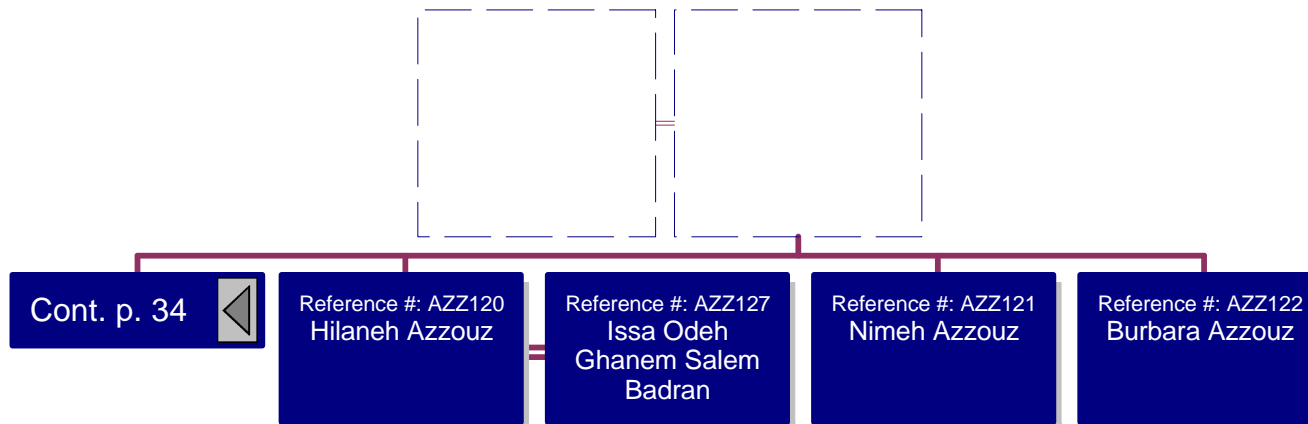 Cont. p. 34
Reference #: AZZ120
Hilaneh Azzouz
Reference #: AZZ127
Issa Odeh
Ghanem Salem
Badran
Reference #: AZZ121
Nimeh Azzouz
Reference #: AZZ122
Burbara Azzouz